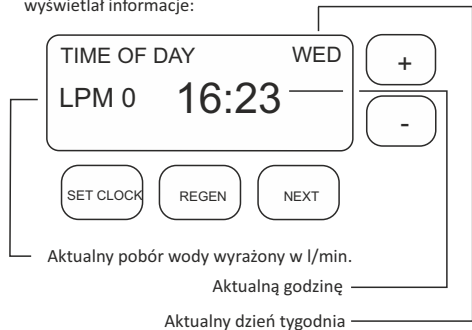 wyświetlał informacje:
TIME OF DAY WED
LPM 0 16:23
+
-
SET CLOCK REGEN NEXT
Aktualny pobór wody wyrażony w l/min.
Aktualną godzinę
Aktualny dzień tygodnia